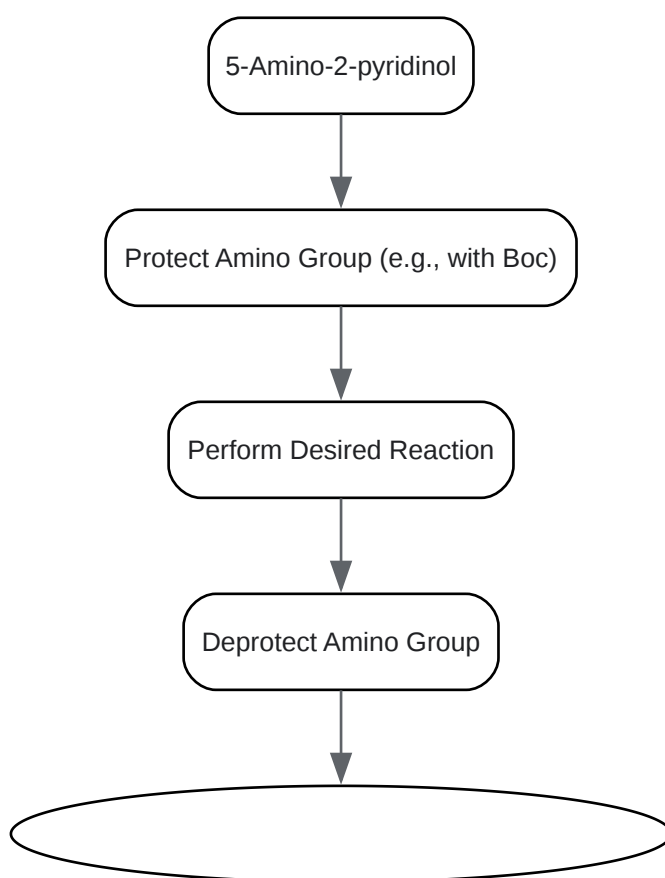 5-Amino-2-pyridinol
Protect Amino Group (e.g., with Boc)
Perform Desired Reaction
Deprotect Amino Group